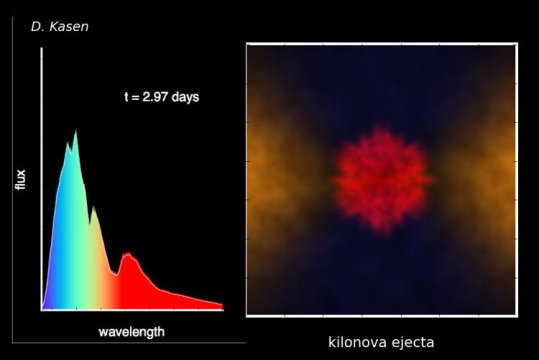 D. Kasen
t = 2.97 days
flux
wavelength
kilonova ejecta